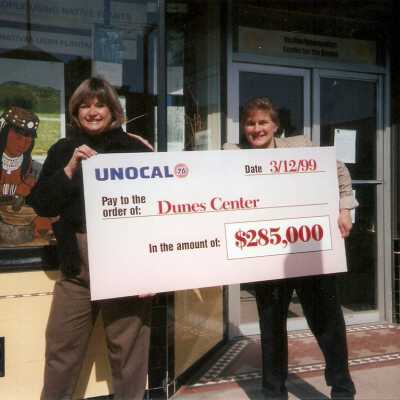 UNOCAL 76
Date 3/12/99
Pay to the
order of: Dunes Center
In the amount of: $285,000